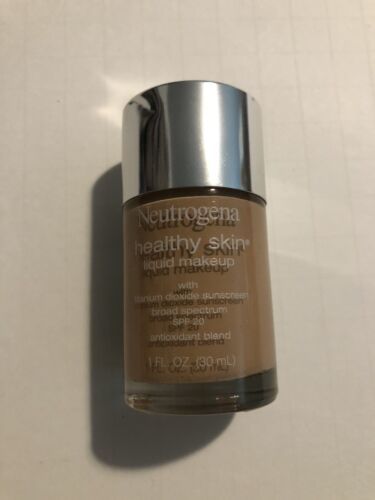 Neutrogena
healthy skin®
liquid makeup
with
titanium dioxide sunscreen
broad spectrum
SPF 20
antioxidant blend
1 FL. OZ. (30 mL)